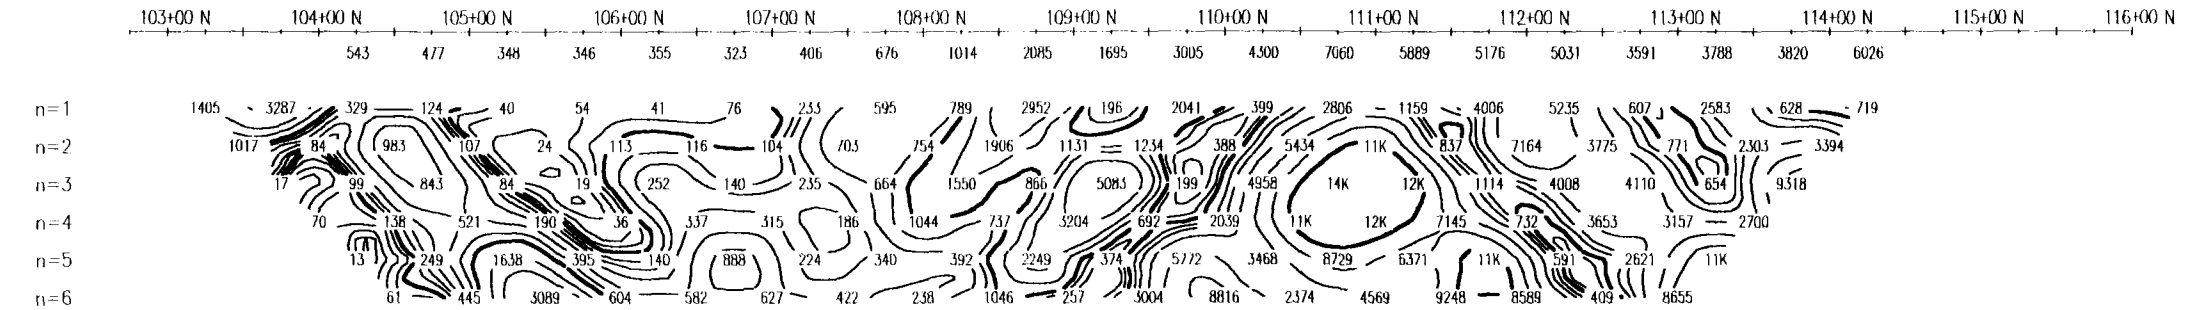 103+00 N 104+00 N 105+00 N 106+00 N 107+00 N 108+00 N 109+00 N 110+00 N 111+00 N 112+00 N 113+00 N 114+00 N 115+00 N 116+00 N
543 477 348 346 355 323 406 676 1014 2085 1695 3005 4300 7060 5889 5176 5031 3591 3788 3820 6026
n=1 1405 3287 329 124 40 54 41 76 233 595 789 2952 196 2041 399 2806 1159 4006 5235 607 2583 628 719
n=2 1017 84 983 107 24 113 116 104 703 754 1906 1131 1234 388 5434 11K 837 7164 3775 771 2303 3394
n=3 17 99 843 84 19 252 140 235 664 1550 866 5083 199 4958 14K 12K 1114 4008 4110 654 9318
n=4 70 138 521 190 36 337 315 186 1044 737 3204 692 2039 11K 12K 7145 732 3653 3157 2700
n=5 13 249 1638 395 140 888 224 340 392 2249 374 5772 3468 8729 6371 11K 591 2621 11K
n=6 61 445 3089 604 582 627 422 238 1046 257 3004 8816 2374 4569 9248 8589 409 8655